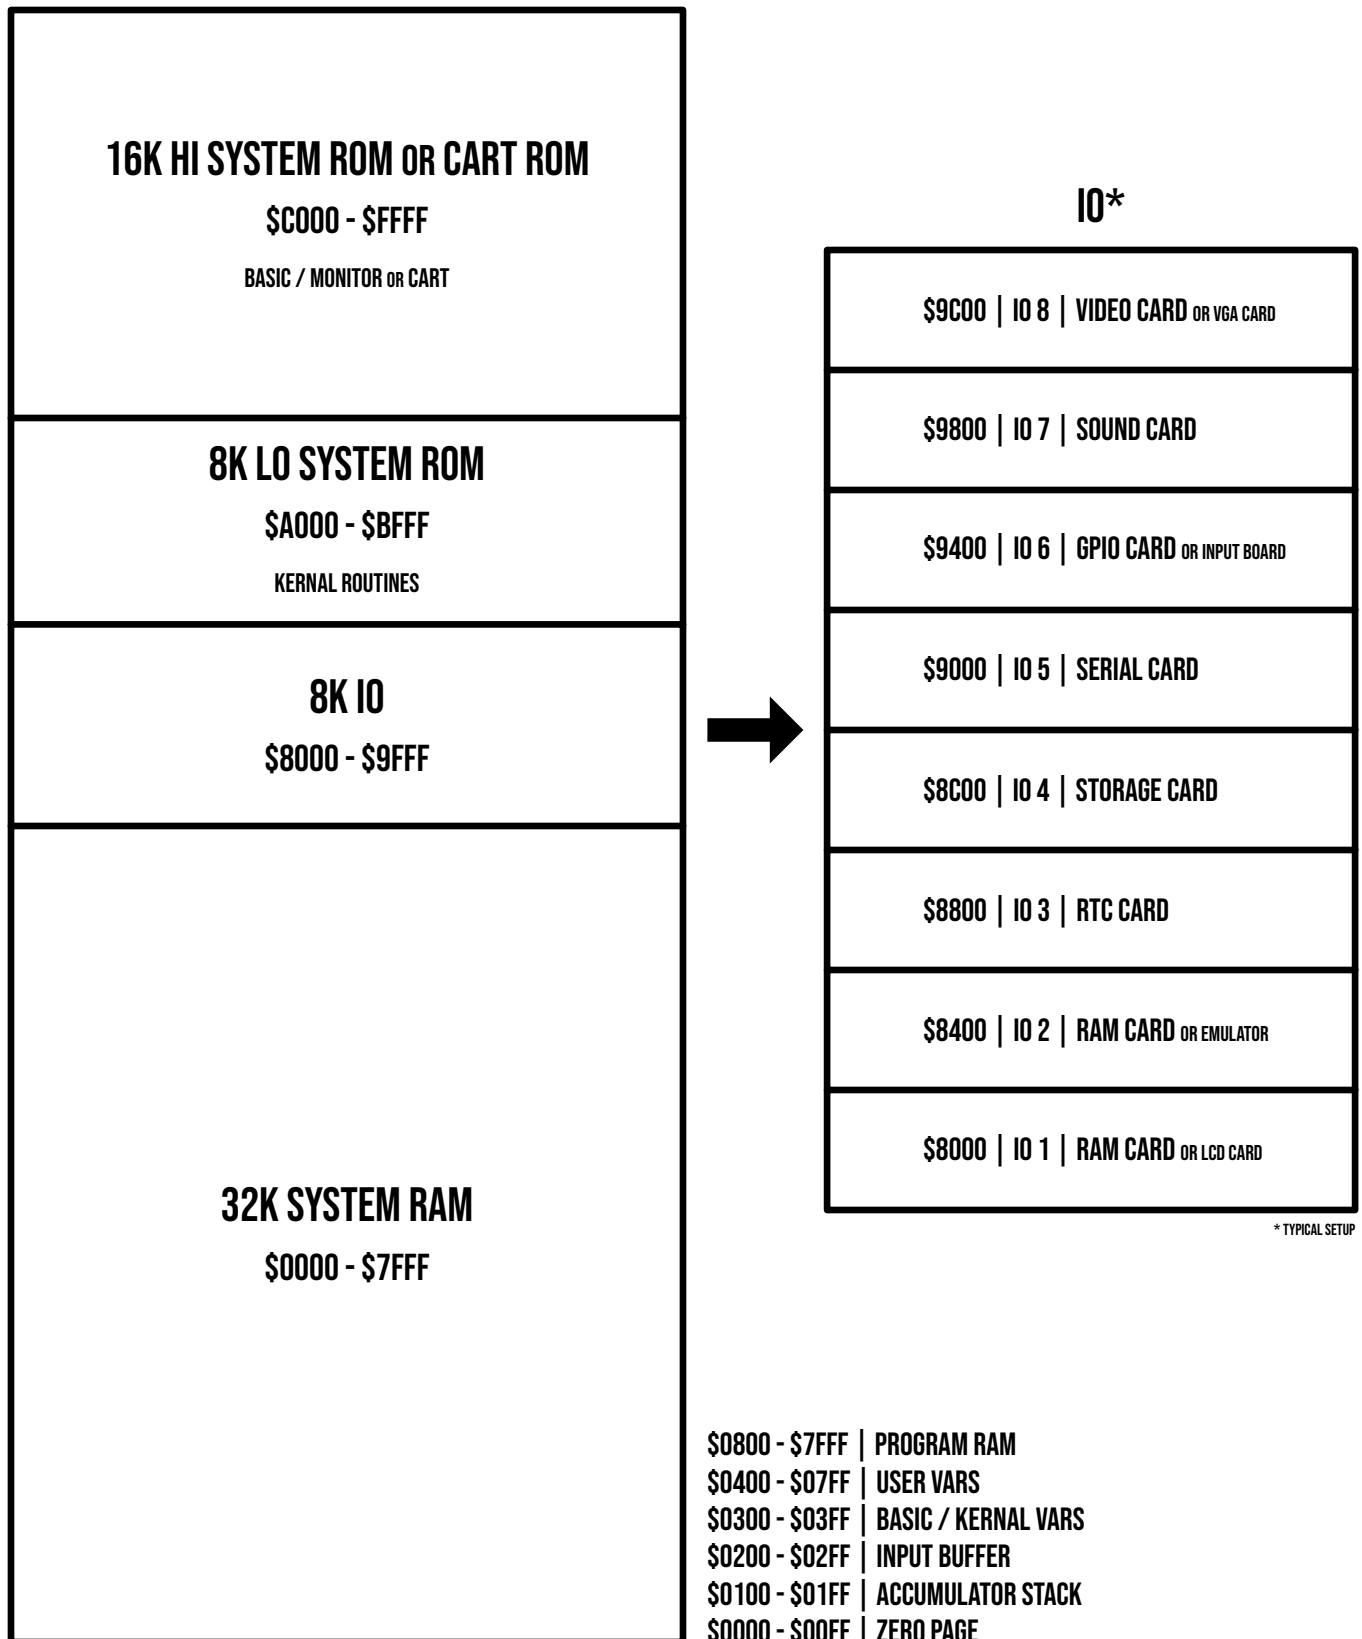 16K HI SYSTEM ROM OR CART ROM
$C000 - $FFFF
BASIC / MONITOR OR CART
8K LO SYSTEM ROM
$A000 - $BFFF
KERNAL ROUTINES
8K IO
$8000 - $9FFF
32K SYSTEM RAM
$0000 - $7FFF
IO*
$9C00 | IO 8 | VIDEO CARD OR VGA CARD
$9800 | IO 7 | SOUND CARD
$9400 | IO 6 | GPIO CARD OR INPUT BOARD
$9000 | IO 5 | SERIAL CARD
$8C00 | IO 4 | STORAGE CARD
$8800 | IO 3 | RTC CARD
$8400 | IO 2 | RAM CARD OR EMULATOR
$8000 | IO 1 | RAM CARD OR LCD CARD
* TYPICAL SETUP
$0800 - $7FFF | PROGRAM RAM
$0400 - $07FF | USER VARS
$0300 - $03FF | BASIC / KERNAL VARS
$0200 - $02FF | INPUT BUFFER
$0100 - $01FF | ACCUMULATOR STACK
$0000 - $00FF | ZERO PAGE